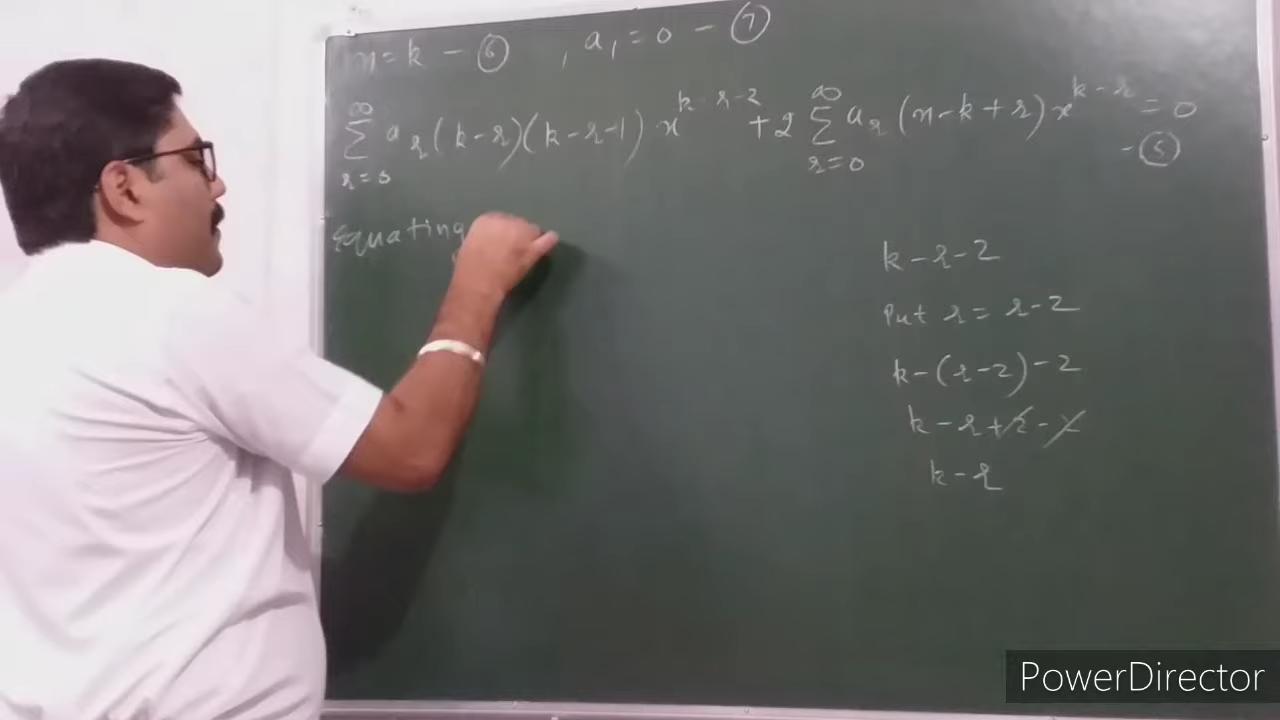 n = k - ⑥ , a₁ = 0 - ⑦
∞ ∑ r=0 aᵣ (k-r)(k-r-1) x^{k-r-2} + 2 ∞ ∑ r=0 aᵣ (n-k+r) x^{k-r} = 0
- ⑤
Equating
k-r-2
Put r = r-2
k-(r-2)-2
k-r+2-2
k-r
PowerDirector